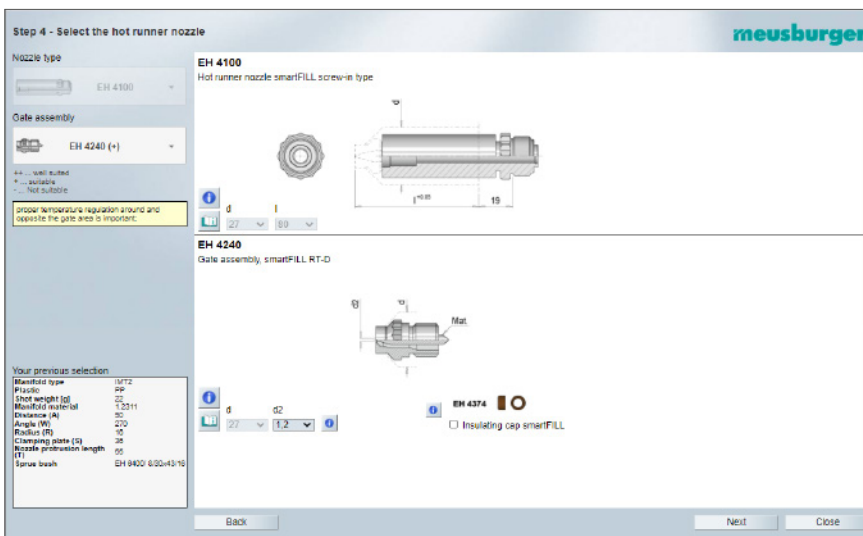 Step 4 - Select the hot runner nozzle
meusburger
Nozzle type
EH 4100
Gate assembly
EH 4240 (+)
++ ... well suited
+ ... suitable
- ... Not suitable
proper temperature regulation around and
opposite the gate area is important;
EH 4100
Hot runner nozzle smartFILL screw-in type
d
l +0.05
19
d
l
27
80
EH 4240
Gate assembly, smartFILL RT-D
d2
d
Mat.
d
d2
27
1,2
EH 4374
Insulating cap smartFILL
Your previous selection
Manifold type IMT2
Plastic PP
Shot weight [g] 22
Manifold material 1.2311
Distance (A) 50
Angle (W) 270
Radius (R) 16
Clamping plate (S) 36
Nozzle protrusion length
(T) 66
Sprue bush
Back
Next
Close